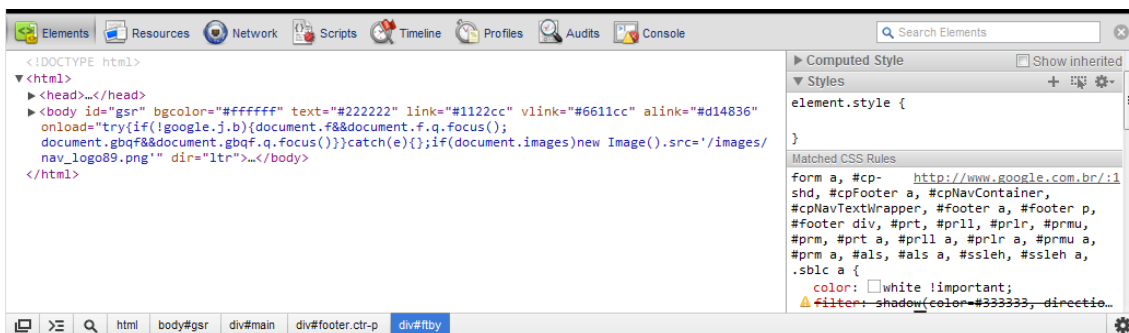 Elements Resources Network Scripts Timeline Profiles Audits Console Search Elements
<!DOCTYPE html>
▼<html>
▶<head>…</head>
▶<body id="gsr" bgcolor="#ffffff" text="#222222" link="#1122cc" vlink="#6611cc" alink="#d14836"
onload="try{if(!google.j.b){document.f&&document.f.q.focus();
document.gbqf&&document.gbqf.q.focus()}}catch(e){};if(document.images)new Image().src='/images/
nav_logo89.png'" dir="ltr">…</body>
</html>
▶ Computed Style Show inherited
▼ Styles
element.style {
}
Matched CSS Rules
form a, #cp- http://www.google.com.br/:1
shd, #cpFooter a, #cpNavContainer,
#cpNavTextWrapper, #footer a, #footer p,
#footer div, #prt, #prll, #prlr, #prmu,
#prm, #prt a, #prll a, #prlr a, #prmu a,
#prm a, #als, #als a, #ssleh, #ssleh a,
.sblc a {
color: white !important;
filter: shadow(color=#333333, directio…
html body#gsr div#main div#footer.ctr-p div#ftby